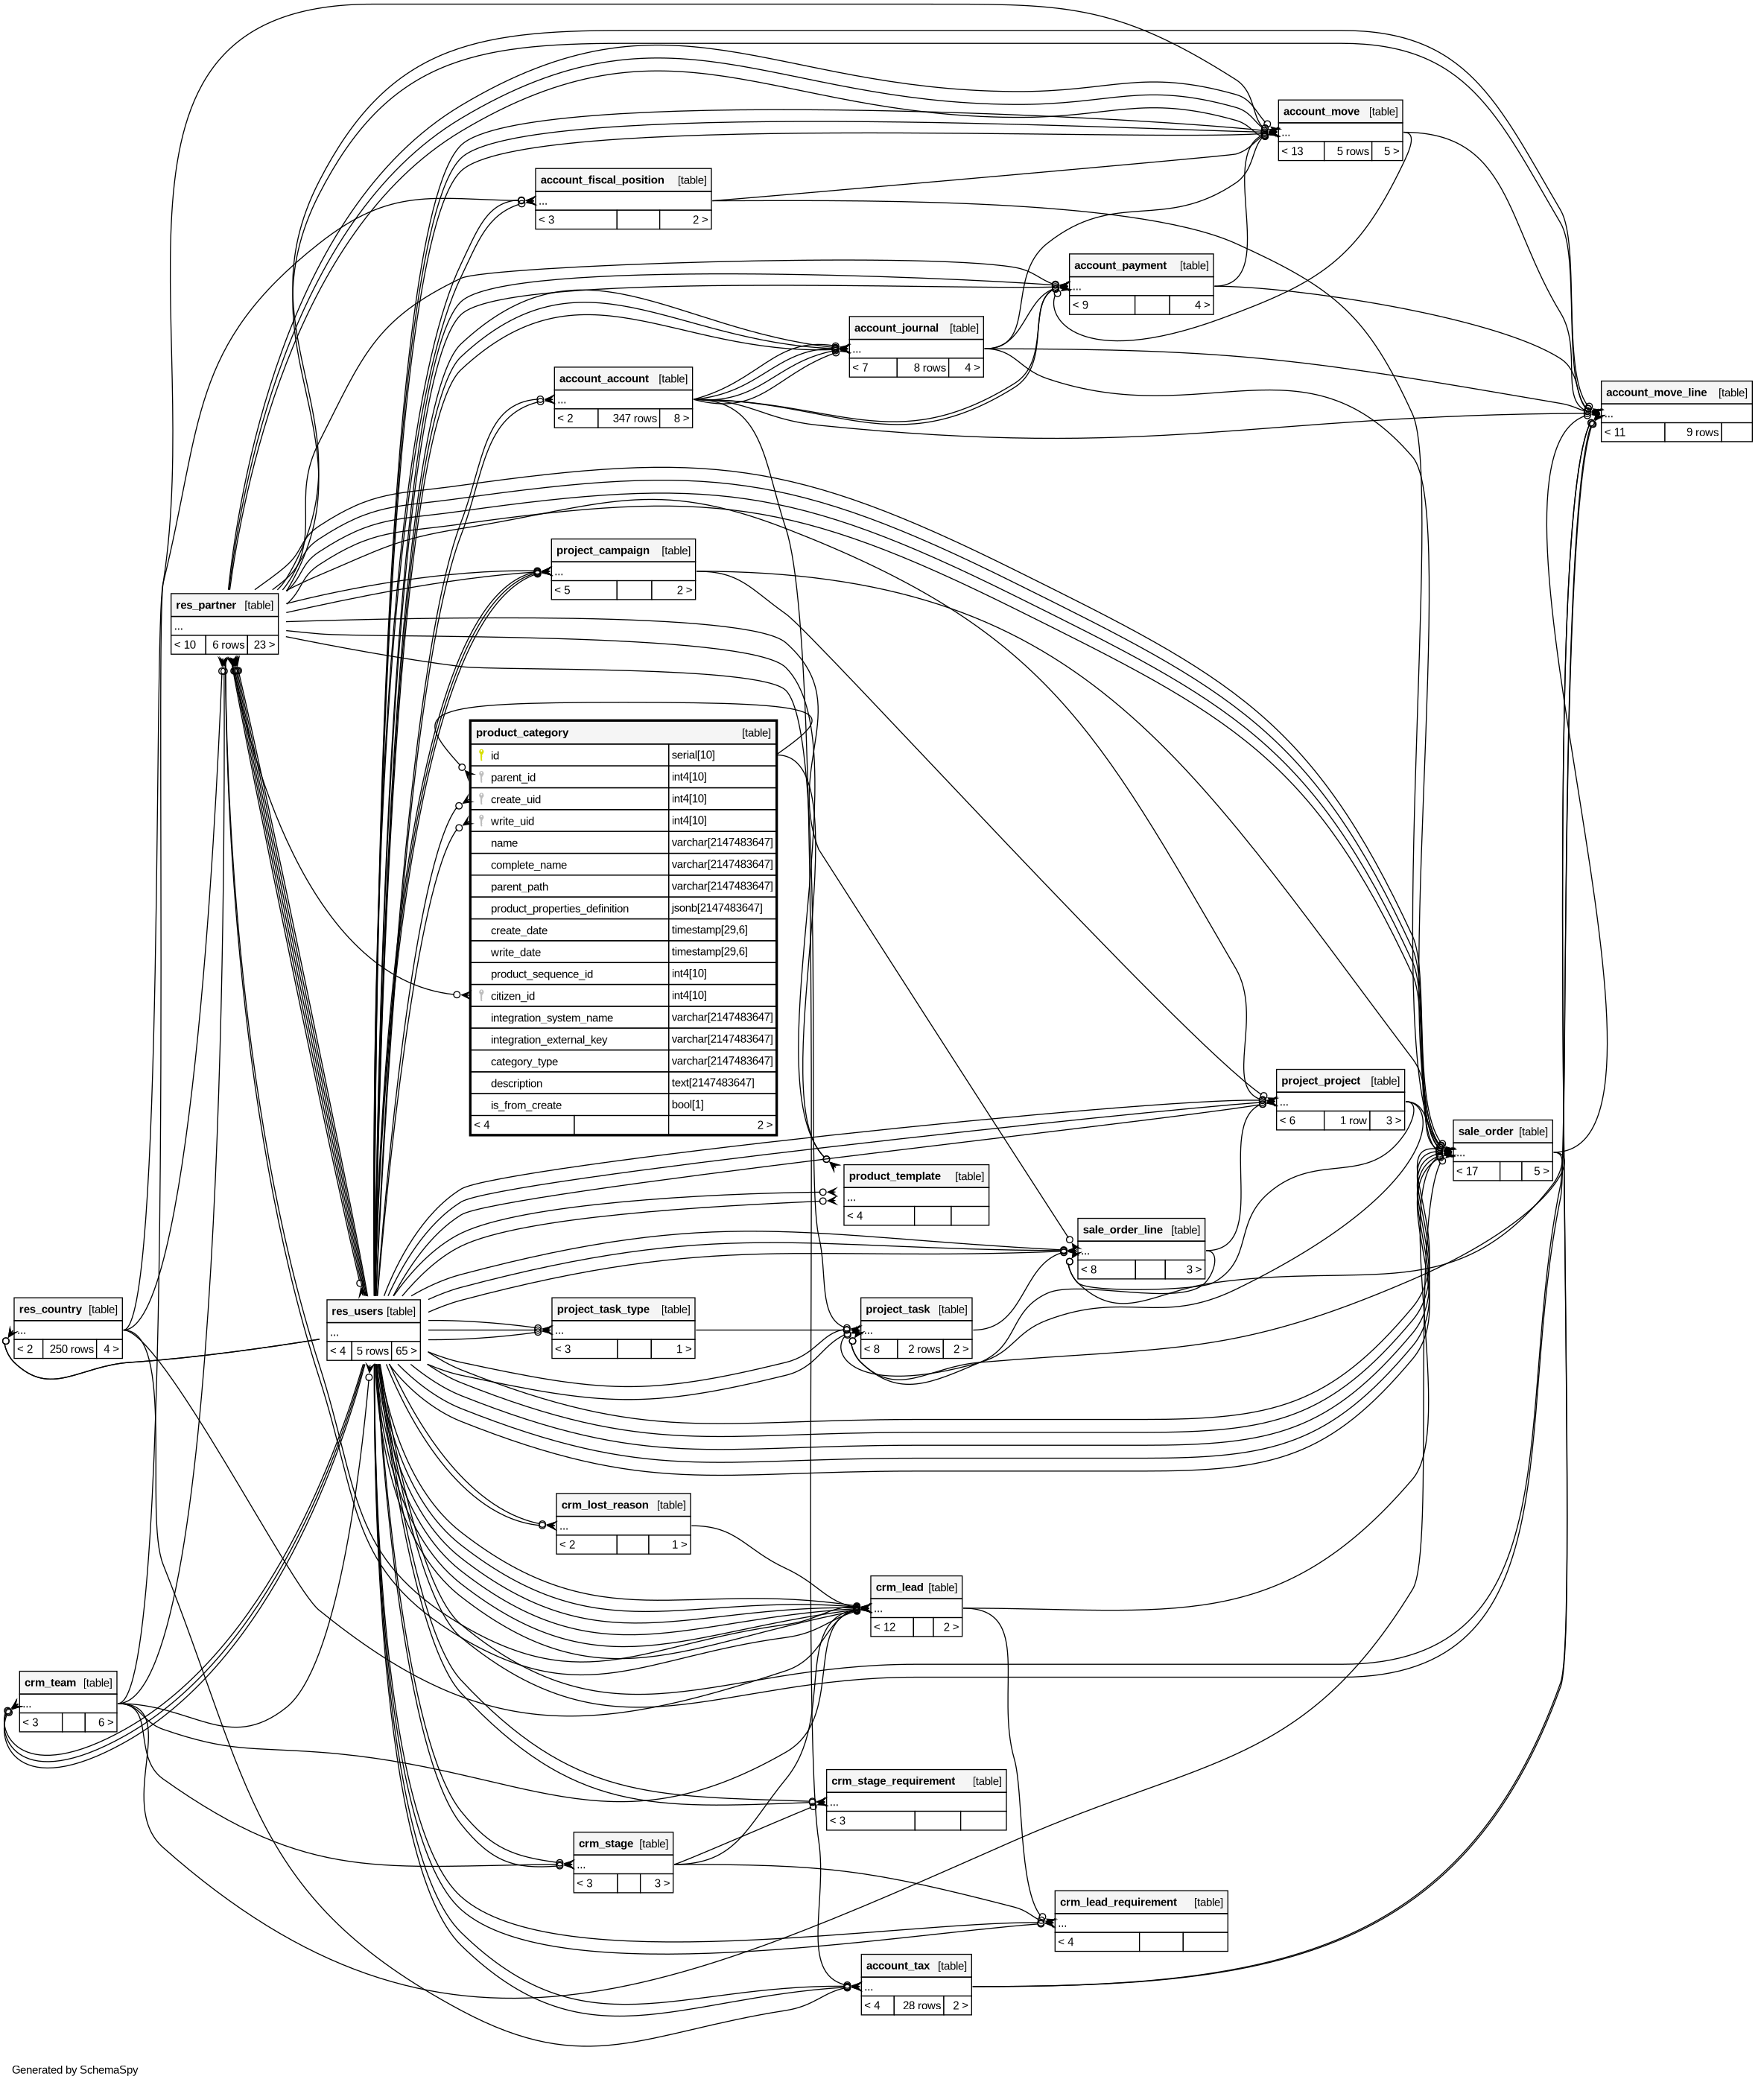 account_move [table]
...
< 13 5 rows 5 >
account_fiscal_position [table]
...
< 3 2 >
account_payment [table]
...
< 9 4 >
account_journal [table]
...
< 7 8 rows 4 >
account_account [table]
...
< 2 347 rows 8 >
account_move_line [table]
...
< 11 9 rows
project_campaign [table]
...
< 5 2 >
res_partner [table]
...
< 10 6 rows 23 >
product_category [table]
id serial[10]
parent_id int4[10]
create_uid int4[10]
write_uid int4[10]
name varchar[2147483647]
complete_name varchar[2147483647]
parent_path varchar[2147483647]
product_properties_definition jsonb[2147483647]
create_date timestamp[29,6]
write_date timestamp[29,6]
product_sequence_id int4[10]
citizen_id int4[10]
integration_system_name varchar[2147483647]
integration_external_key varchar[2147483647]
category_type varchar[2147483647]
description text[2147483647]
is_from_create bool[1]
< 4 2 >
project_project [table]
...
< 6 1 row 3 >
sale_order [table]
...
< 17 5 >
product_template [table]
...
< 4
sale_order_line [table]
...
< 8 3 >
res_country [table]
...
< 2 250 rows 4 >
res_users [table]
...
< 4 5 rows 65 >
project_task_type [table]
...
< 3 1 >
project_task [table]
...
< 8 2 rows 2 >
crm_lost_reason [table]
...
< 2 1 >
crm_lead [table]
...
< 12 2 >
crm_team [table]
...
< 3 6 >
crm_stage_requirement [table]
...
< 3
crm_stage [table]
...
< 3 3 >
crm_lead_requirement [table]
...
< 4
account_tax [table]
...
< 4 28 rows 2 >
Generated by SchemaSpy